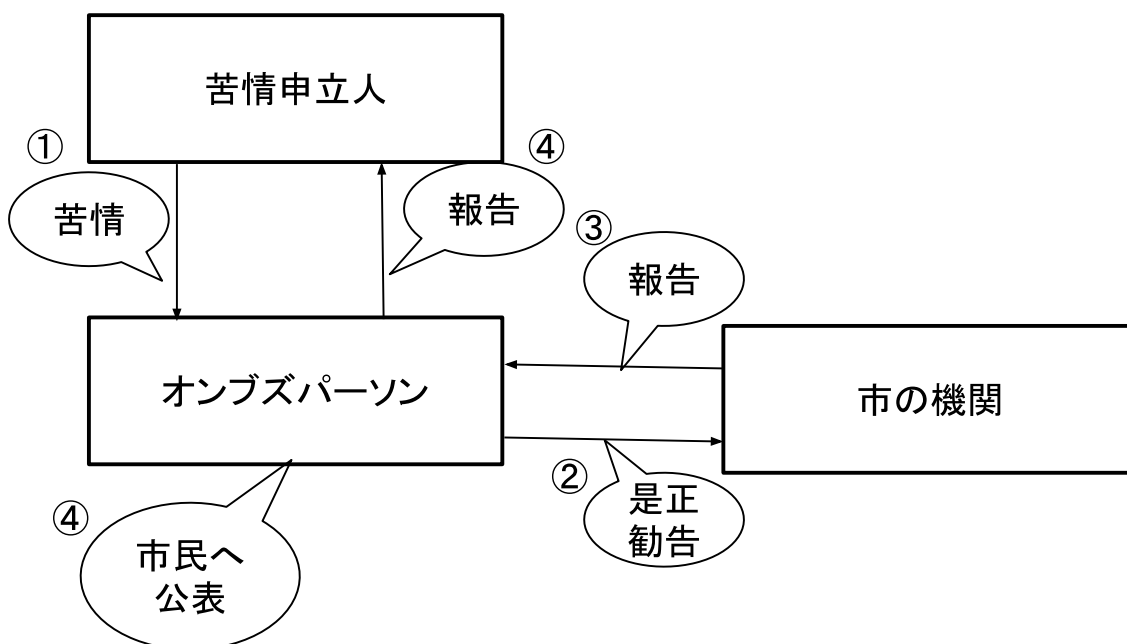 苦情申立人
①
苦情
④
報告
③
報告
オンブズパーソン
市の機関
②
是正
勧告
④
市民へ
公表